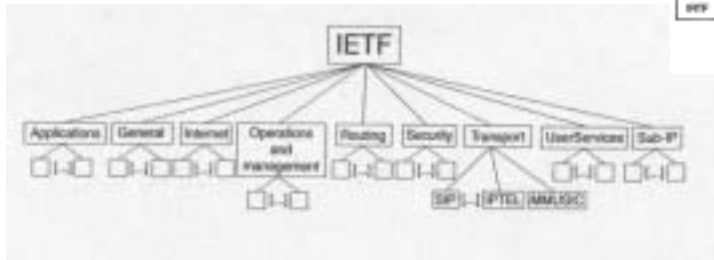 IETF
Applications
General
Internet
Operations
and
management
Routing
Security
Transport
UserServices
Sub-IP
[...]
[...]
[...]
[...]
[...]
[...]
[...]
SIP [...] IPTEL MMUSIC
[...]